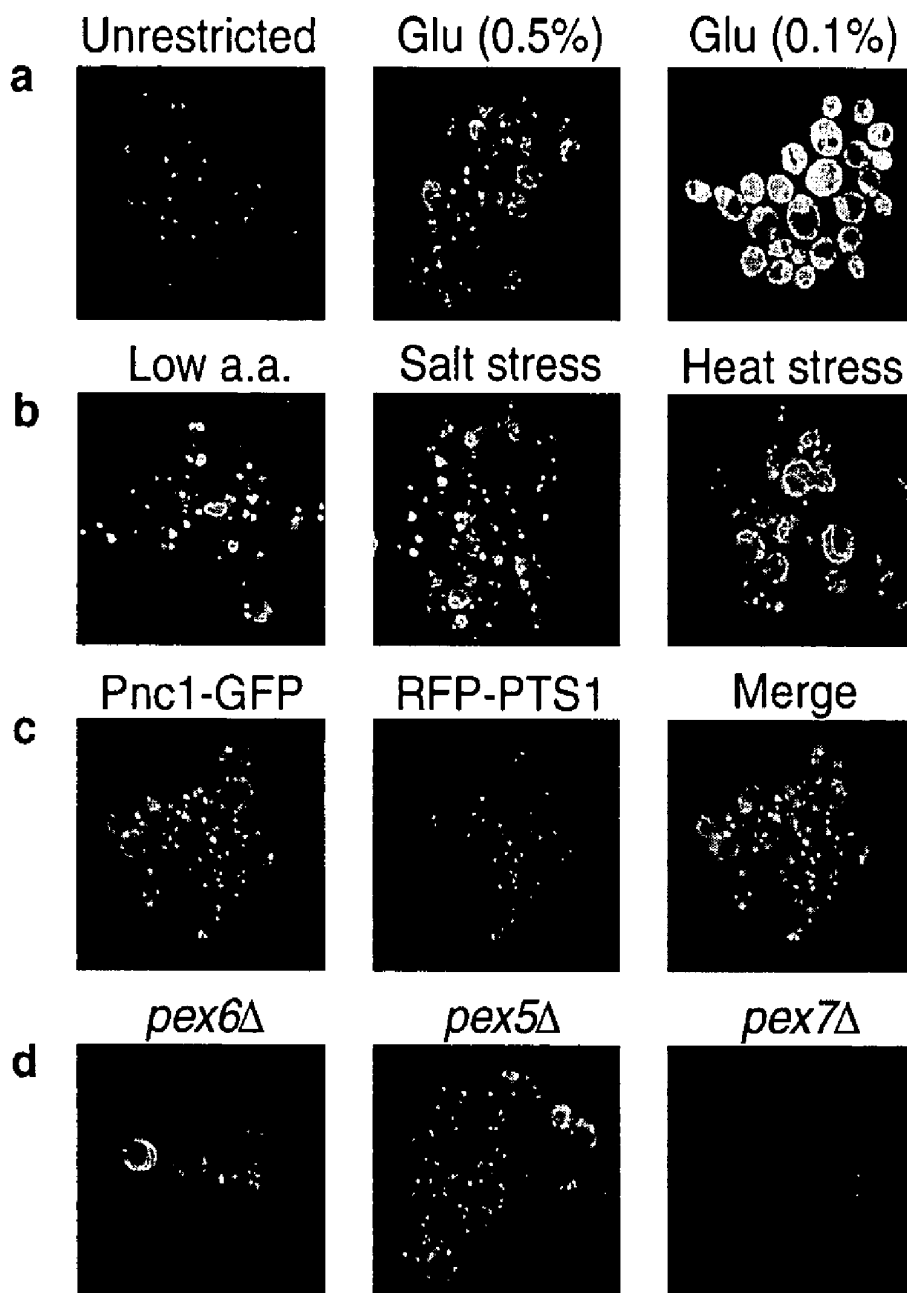 Unrestricted Glu (0.5%) Glu (0.1%)
a
Low a.a. Salt stress Heat stress
b
Pnc1-GFP RFP-PTS1 Merge
c
pex6Δ pex5Δ pex7Δ
d